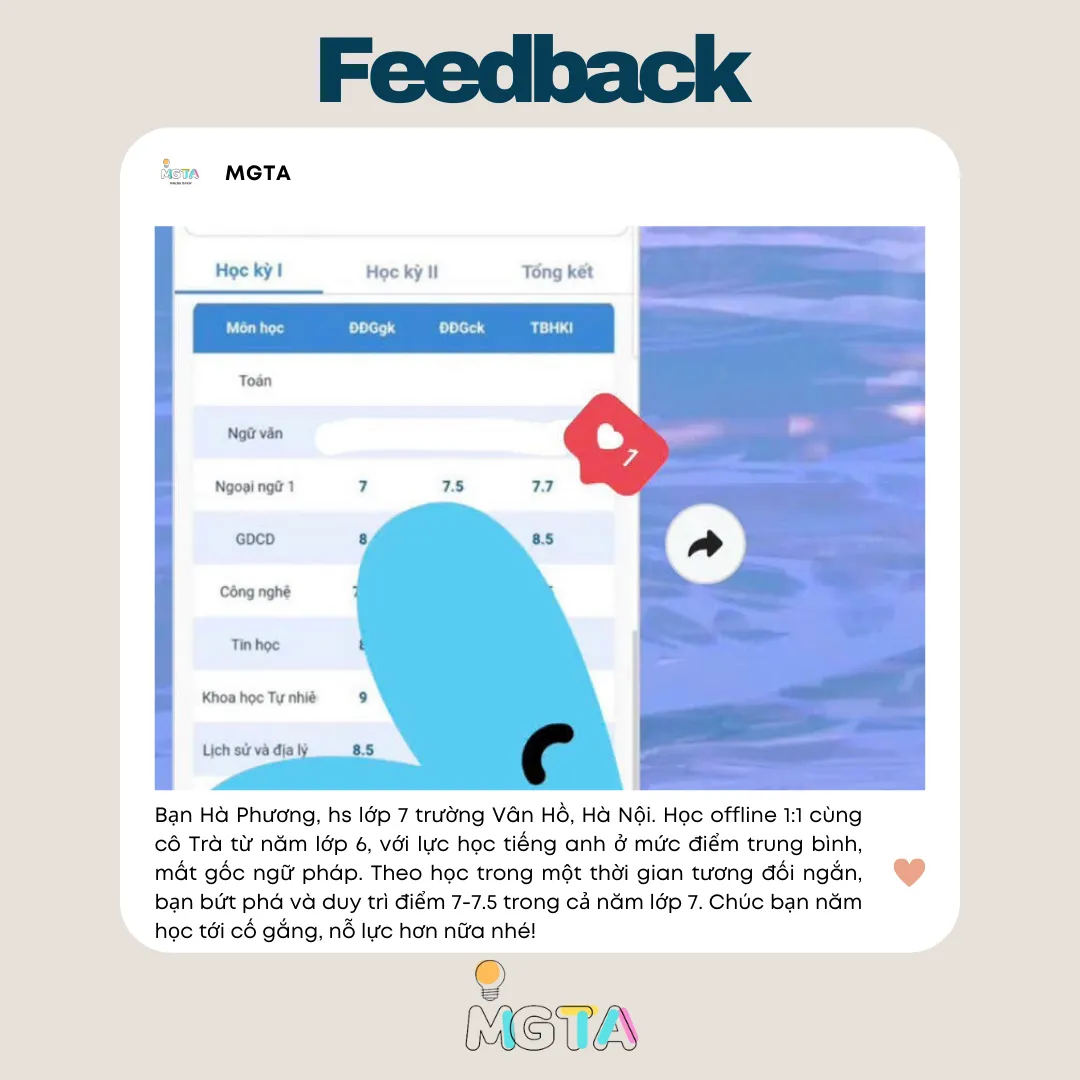 Feedback
MGTA
MGTA
Học kỳ I Học kỳ II Tổng kết
Môn học ĐĐGgk ĐĐGck TBHKI
Toán
Ngữ văn
1
Ngoại ngữ 1 7 7.5 7.7
GDCD 8 8.5
Công nghệ
Tin học
Khoa học Tự nhiê 9
Lịch sử và địa lý 8.5
Bạn Hà Phương, hs lớp 7 trường Vân Hồ, Hà Nội. Học offline 1:1 cùng
cô Trà từ năm lớp 6, với lực học tiếng anh ở mức điểm trung bình,
mất gốc ngữ pháp. Theo học trong một thời gian tương đối ngắn,
bạn bứt phá và duy trì điểm 7-7.5 trong cả năm lớp 7. Chúc bạn năm
học tới cố gắng, nỗ lực hơn nữa nhé!
MGTA